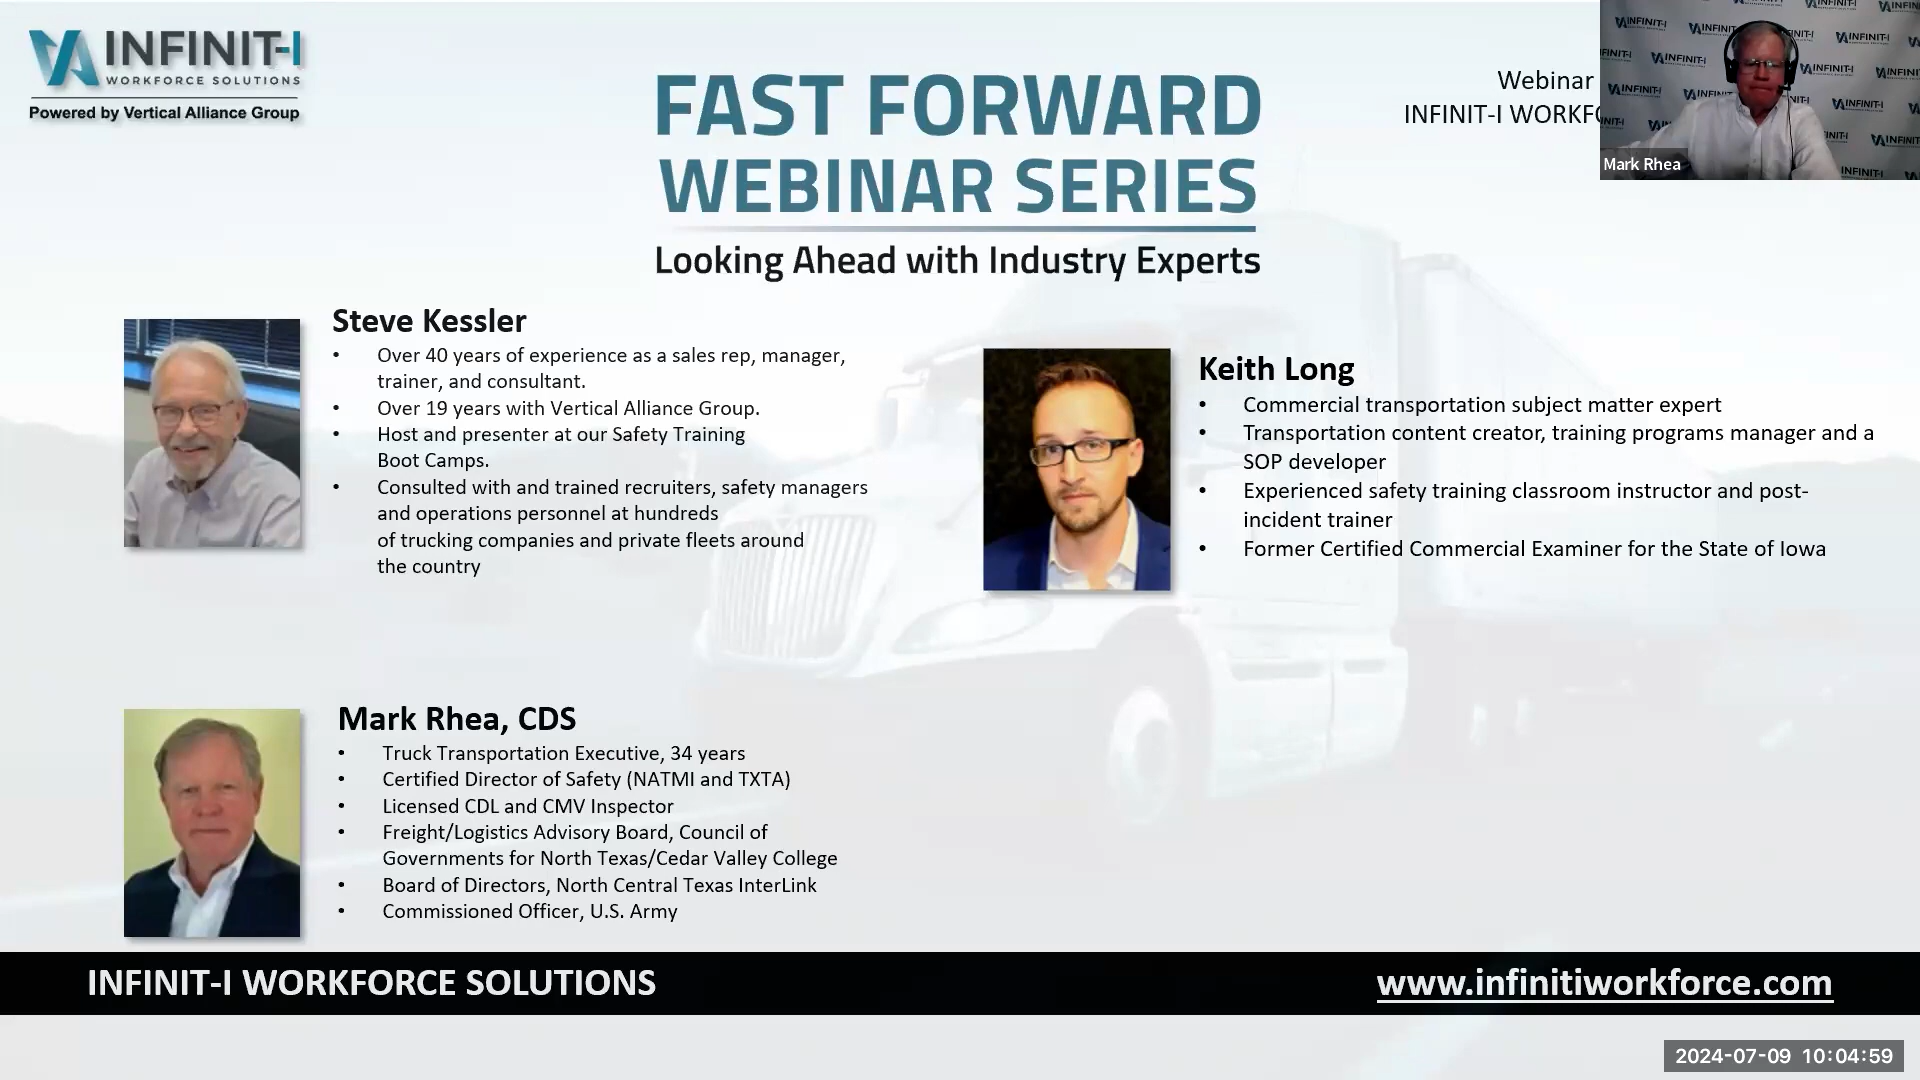 INFINIT-I
WORKFORCE SOLUTIONS
Powered by Vertical Alliance Group
FAST FORWARD
WEBINAR SERIES
Looking Ahead with Industry Experts
Webinar
INFINIT-I WORKFO
Mark Rhea
Steve Kessler
• Over 40 years of experience as a sales rep, manager,
trainer, and consultant.
• Over 19 years with Vertical Alliance Group.
• Host and presenter at our Safety Training
Boot Camps.
• Consulted with and trained recruiters, safety managers
and operations personnel at hundreds
of trucking companies and private fleets around
the country
Keith Long
• Commercial transportation subject matter expert
• Transportation content creator, training programs manager and a
SOP developer
• Experienced safety training classroom instructor and post-
incident trainer
• Former Certified Commercial Examiner for the State of Iowa
Mark Rhea, CDS
• Truck Transportation Executive, 34 years
• Certified Director of Safety (NATMI and TXTA)
• Licensed CDL and CMV Inspector
• Freight/Logistics Advisory Board, Council of
Governments for North Texas/Cedar Valley College
• Board of Directors, North Central Texas InterLink
• Commissioned Officer, U.S. Army
INFINIT-I WORKFORCE SOLUTIONS
www.infinitiworkforce.com
2024-07-09 10:04:59